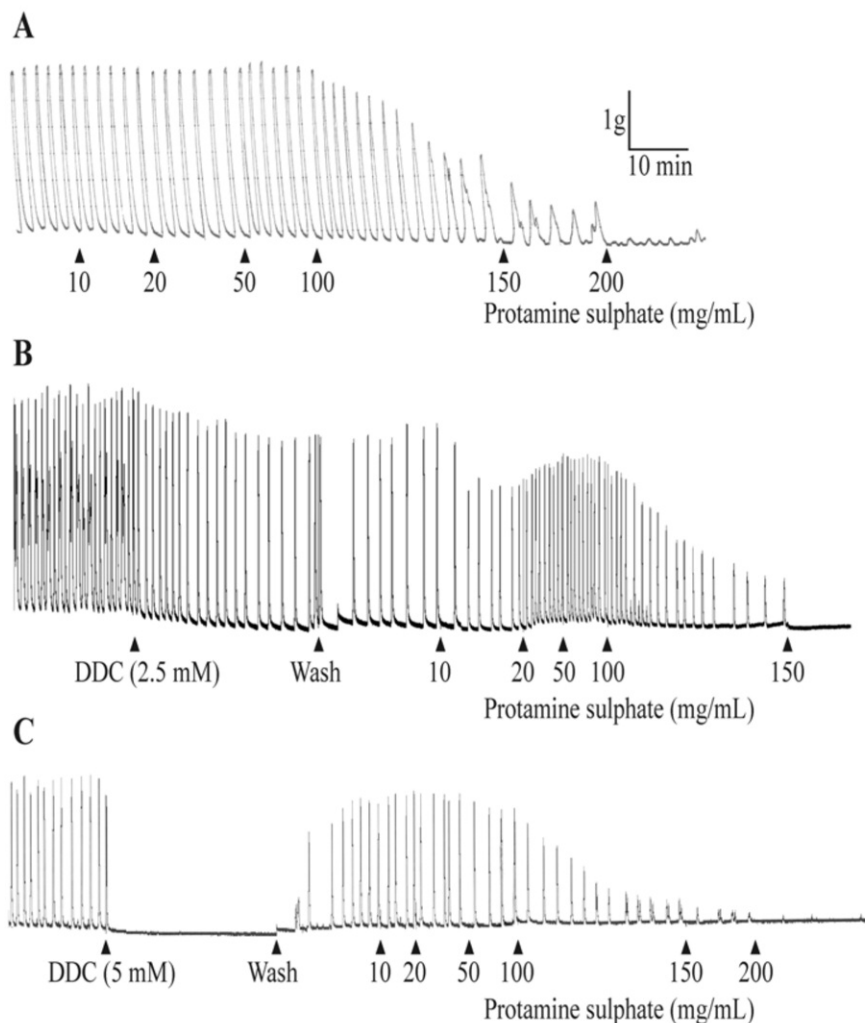 A
1g
10 min
10 20 50 100 150 200
Protamine sulphate (mg/mL)
B
DDC (2.5 mM) Wash 10 20 50 100 150
Protamine sulphate (mg/mL)
C
DDC (5 mM) Wash 10 20 50 100 150 200
Protamine sulphate (mg/mL)